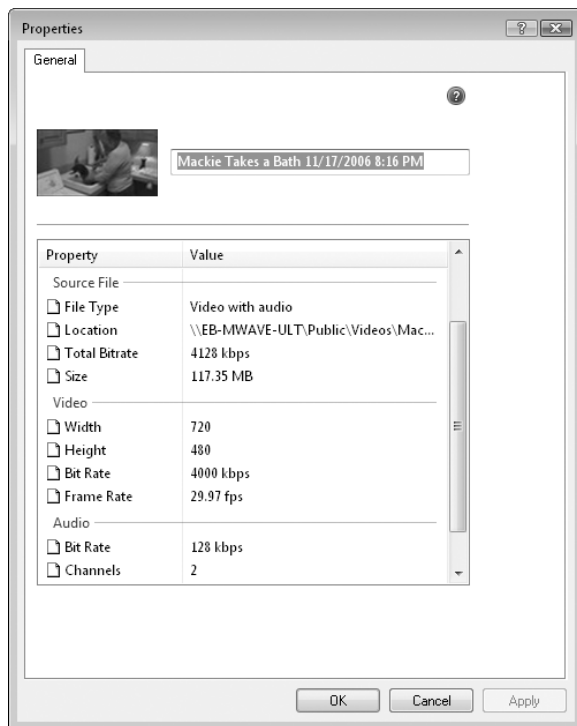 Properties
General
Mackie Takes a Bath 11/17/2006 8:16 PM
Property Value
Source File
File Type Video with audio
Location \\EB-MWAVE-ULT\Public\Videos\Mac...
Total Bitrate 4128 kbps
Size 117.35 MB
Video
Width 720
Height 480
Bit Rate 4000 kbps
Frame Rate 29.97 fps
Audio
Bit Rate 128 kbps
Channels 2
OK Cancel Apply